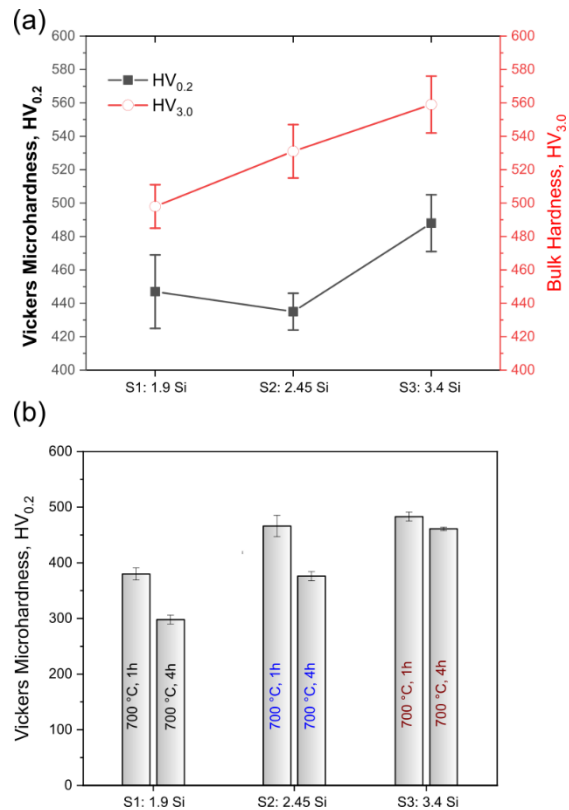 (a)
600
580
560
540
520
500
480
460
440
420
400
Vickers Microhardness, HV0.2
HV0.2
HV3.0
600
580
560
540
520
500
480
460
440
420
400
Bulk Hardness, HV3.0
S1: 1.9 Si
S2: 2.45 Si
S3: 3.4 Si
(b)
600
500
400
300
200
100
0
Vickers Microhardness, HV0.2
700 °C, 1h
700 °C, 4h
700 °C, 1h
700 °C, 4h
700 °C, 1h
700 °C, 4h
S1: 1.9 Si
S2: 2.45 Si
S3: 3.4 Si